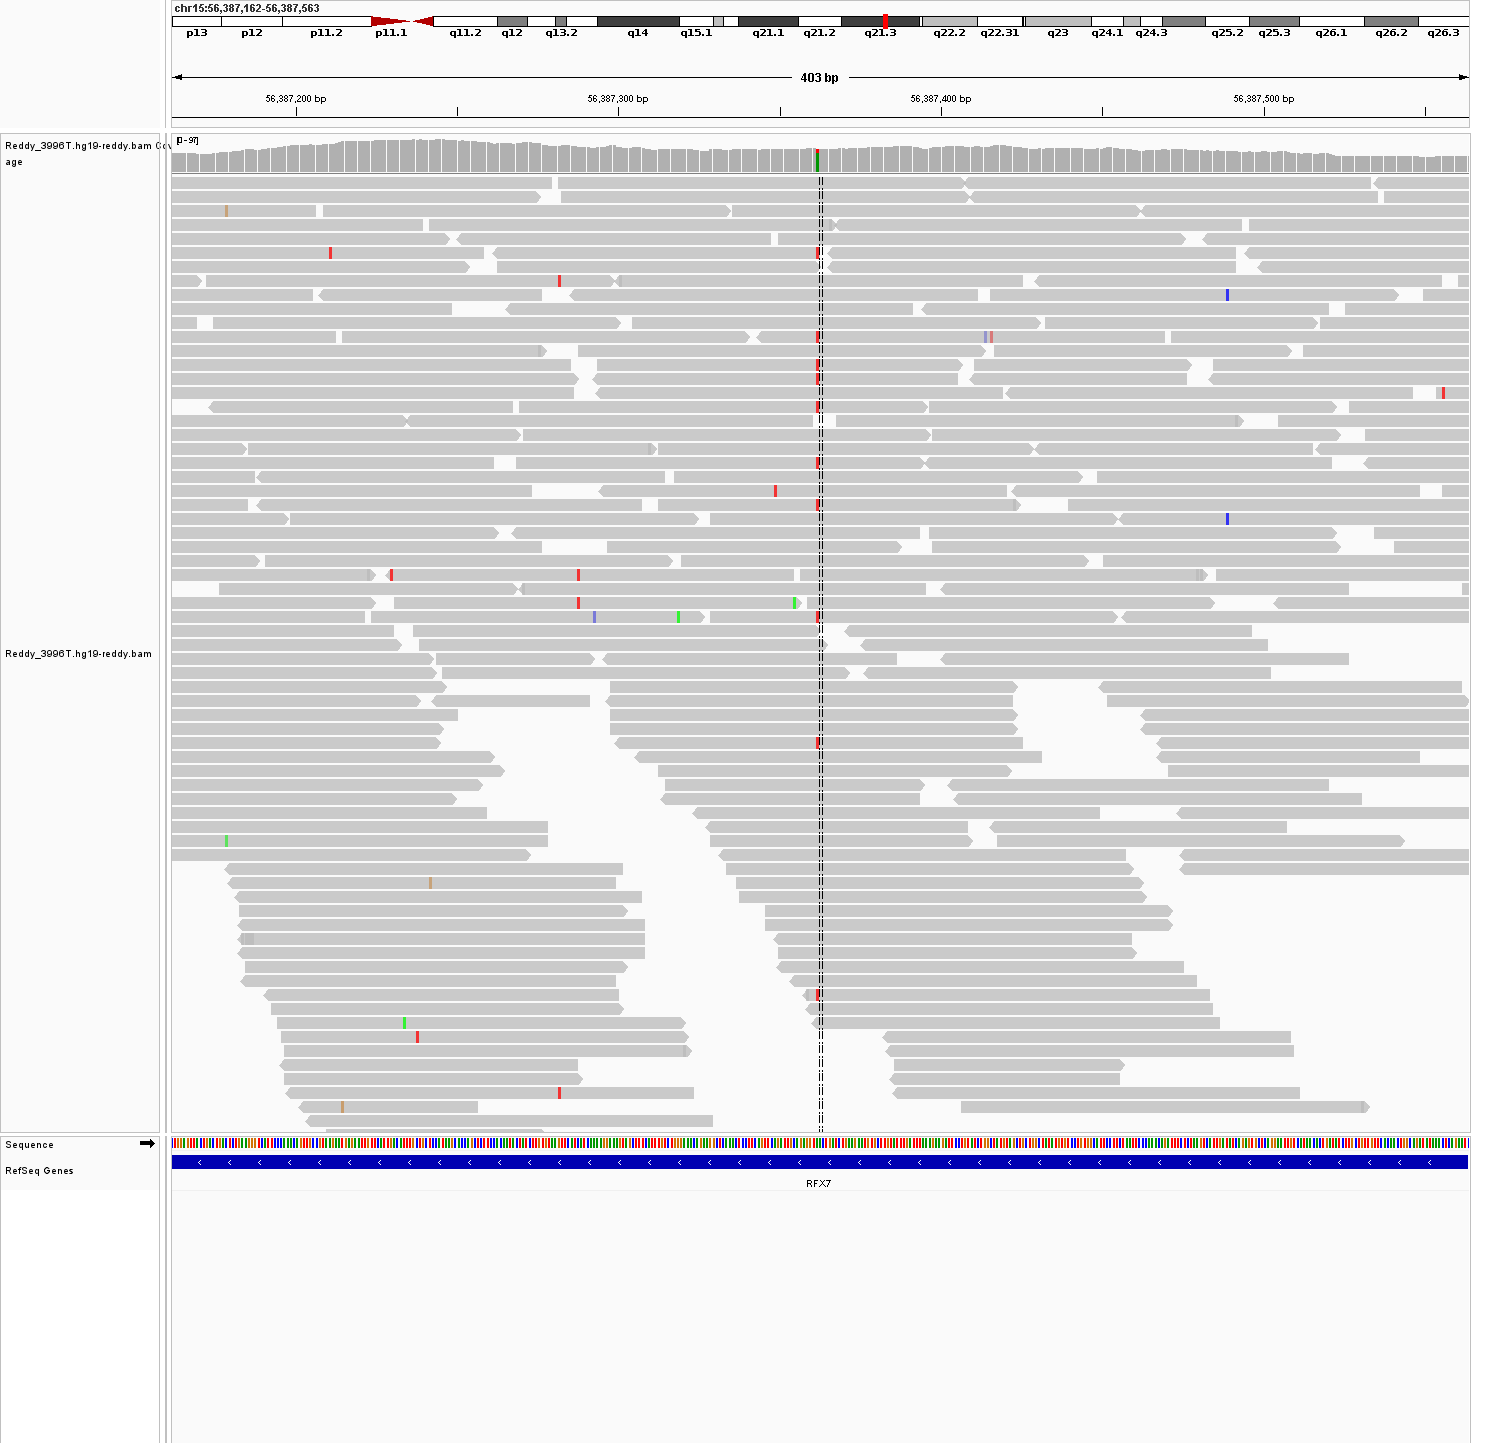 chr15:56,387,162-56,387,563
p13 p12 p11.2 p11.1 q11.2 q12 q13.2 q14 q15.1 q21.1 q21.2 q21.3 q22.2 q22.31 q23 q24.1 q24.3 q25.2 q25.3 q26.1 q26.2 q26.3
403 bp
56,387,200 bp 56,387,300 bp 56,387,400 bp 56,387,500 bp
[0 - 97]
Reddy_3996T.hg19-reddy.bam Cov
age
Reddy_3996T.hg19-reddy.bam
Sequence
RefSeq Genes
RFX7